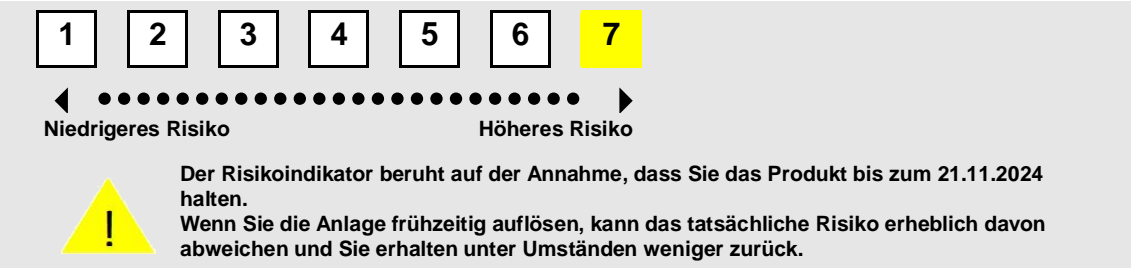 1 2 3 4 5 6 7
Niedrigeres Risiko Höheres Risiko
Der Risikoindikator beruht auf der Annahme, dass Sie das Produkt bis zum 21.11.2024
halten.
Wenn Sie die Anlage frühzeitig auflösen, kann das tatsächliche Risiko erheblich davon
abweichen und Sie erhalten unter Umständen weniger zurück.
!